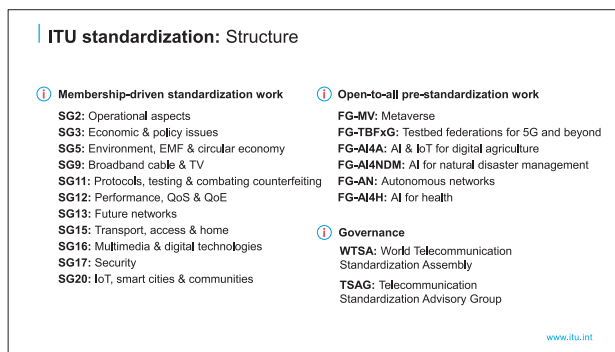 ITU standardization: Structure
Membership-driven standardization work
SG2: Operational aspects
SG3: Economic & policy issues
SG5: Environment, EMF & circular economy
SG9: Broadband cable & TV
SG11: Protocols, testing & combating counterfeiting
SG12: Performance, QoS & QoE
SG13: Future networks
SG15: Transport, access & home
SG16: Multimedia & digital technologies
SG17: Security
SG20: IoT, smart cities & communities
Open-to-all pre-standardization work
FG-MV: Metaverse
FG-TBFxG: Testbed federations for 5G and beyond
FG-AI4A: AI & IoT for digital agriculture
FG-AI4NDM: AI for natural disaster management
FG-AN: Autonomous networks
FG-AI4H: AI for health
Governance
WTSA: World Telecommunication
Standardization Assembly
TSAG: Telecommunication
Standardization Advisory Group
www.itu.int